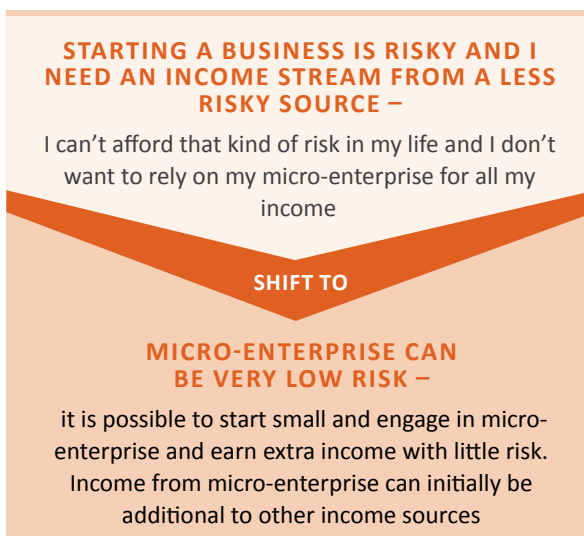 STARTING A BUSINESS IS RISKY AND I
NEED AN INCOME STREAM FROM A LESS
RISKY SOURCE –
I can't afford that kind of risk in my life and I don't
want to rely on my micro-enterprise for all my
income
SHIFT TO
MICRO-ENTERPRISE CAN
BE VERY LOW RISK –
it is possible to start small and engage in micro-
enterprise and earn extra income with little risk.
Income from micro-enterprise can initially be
additional to other income sources